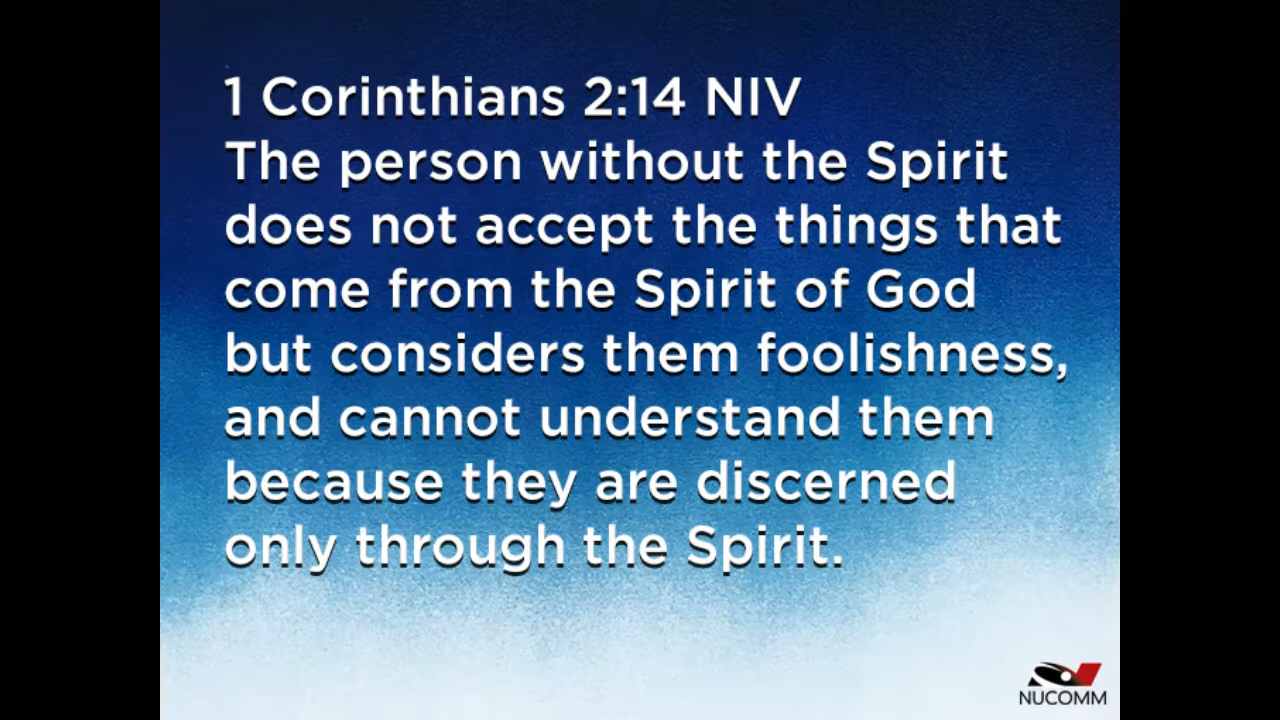 1 Corinthians 2:14 NIV
The person without the Spirit
does not accept the things that
come from the Spirit of God
but considers them foolishness,
and cannot understand them
because they are discerned
only through the Spirit.
NUCOMM